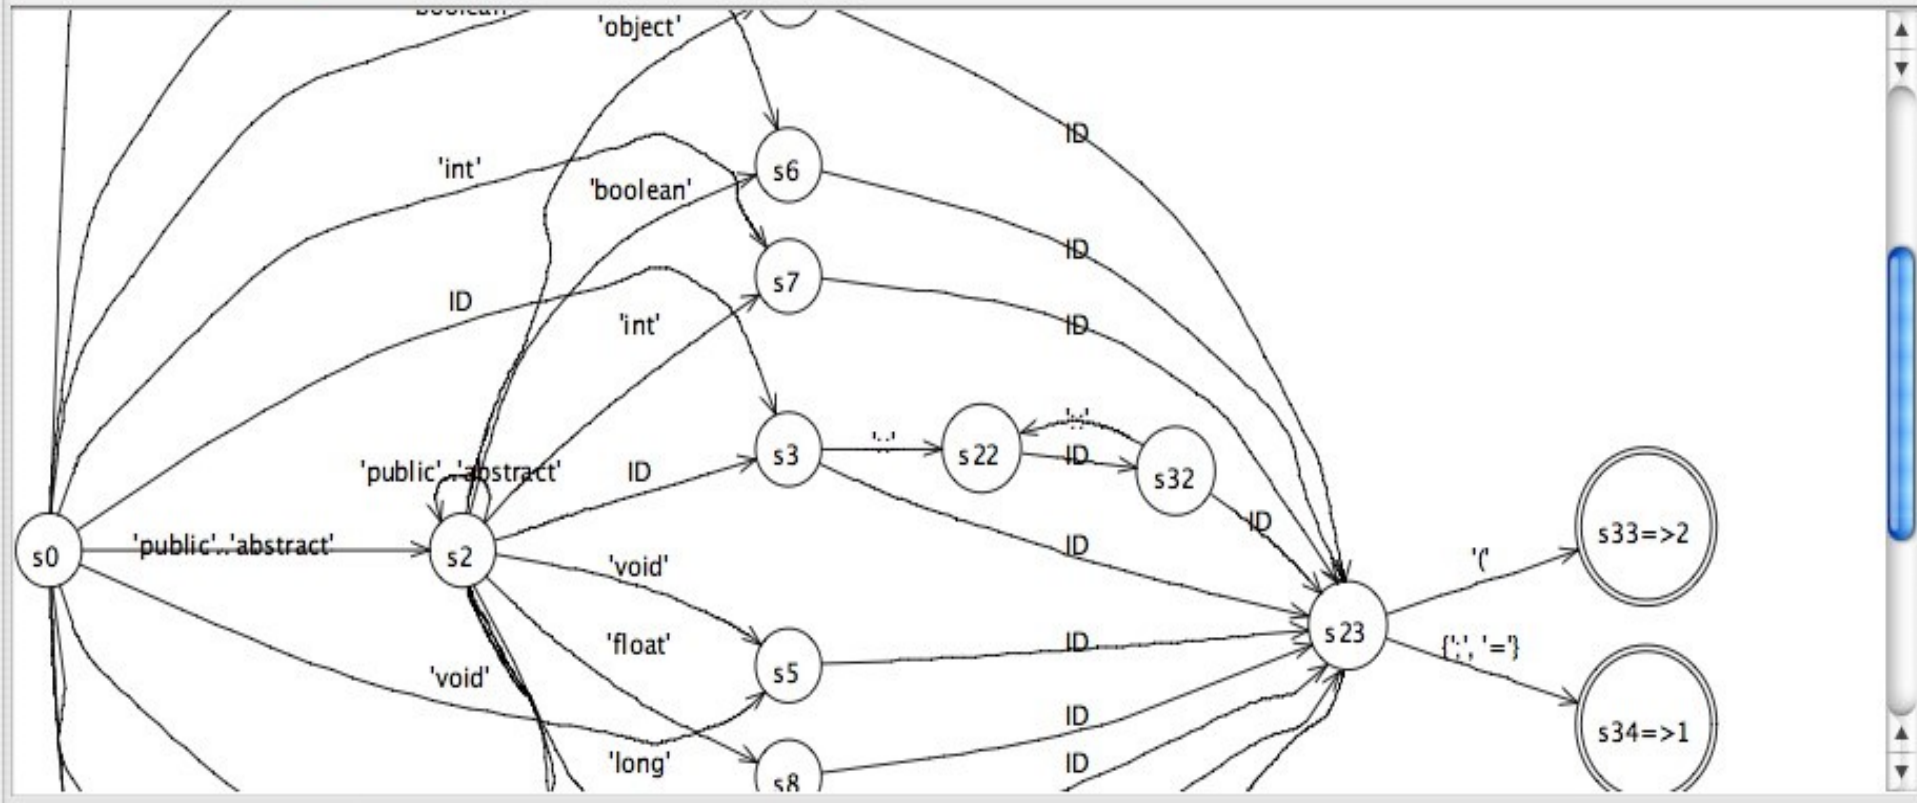 'boolean'
'object'
ID
'int'
s6
'boolean'
ID
ID
s7
'int'
ID
s3
s22
ID
s32
'public'..'abstract'
ID
ID
s33=>2
s0
'public'..'abstract'
s2
ID
'void'
'('
s23
'float'
ID
{';', '='}
'void'
s5
ID
s34=>1
'long'
ID
s8